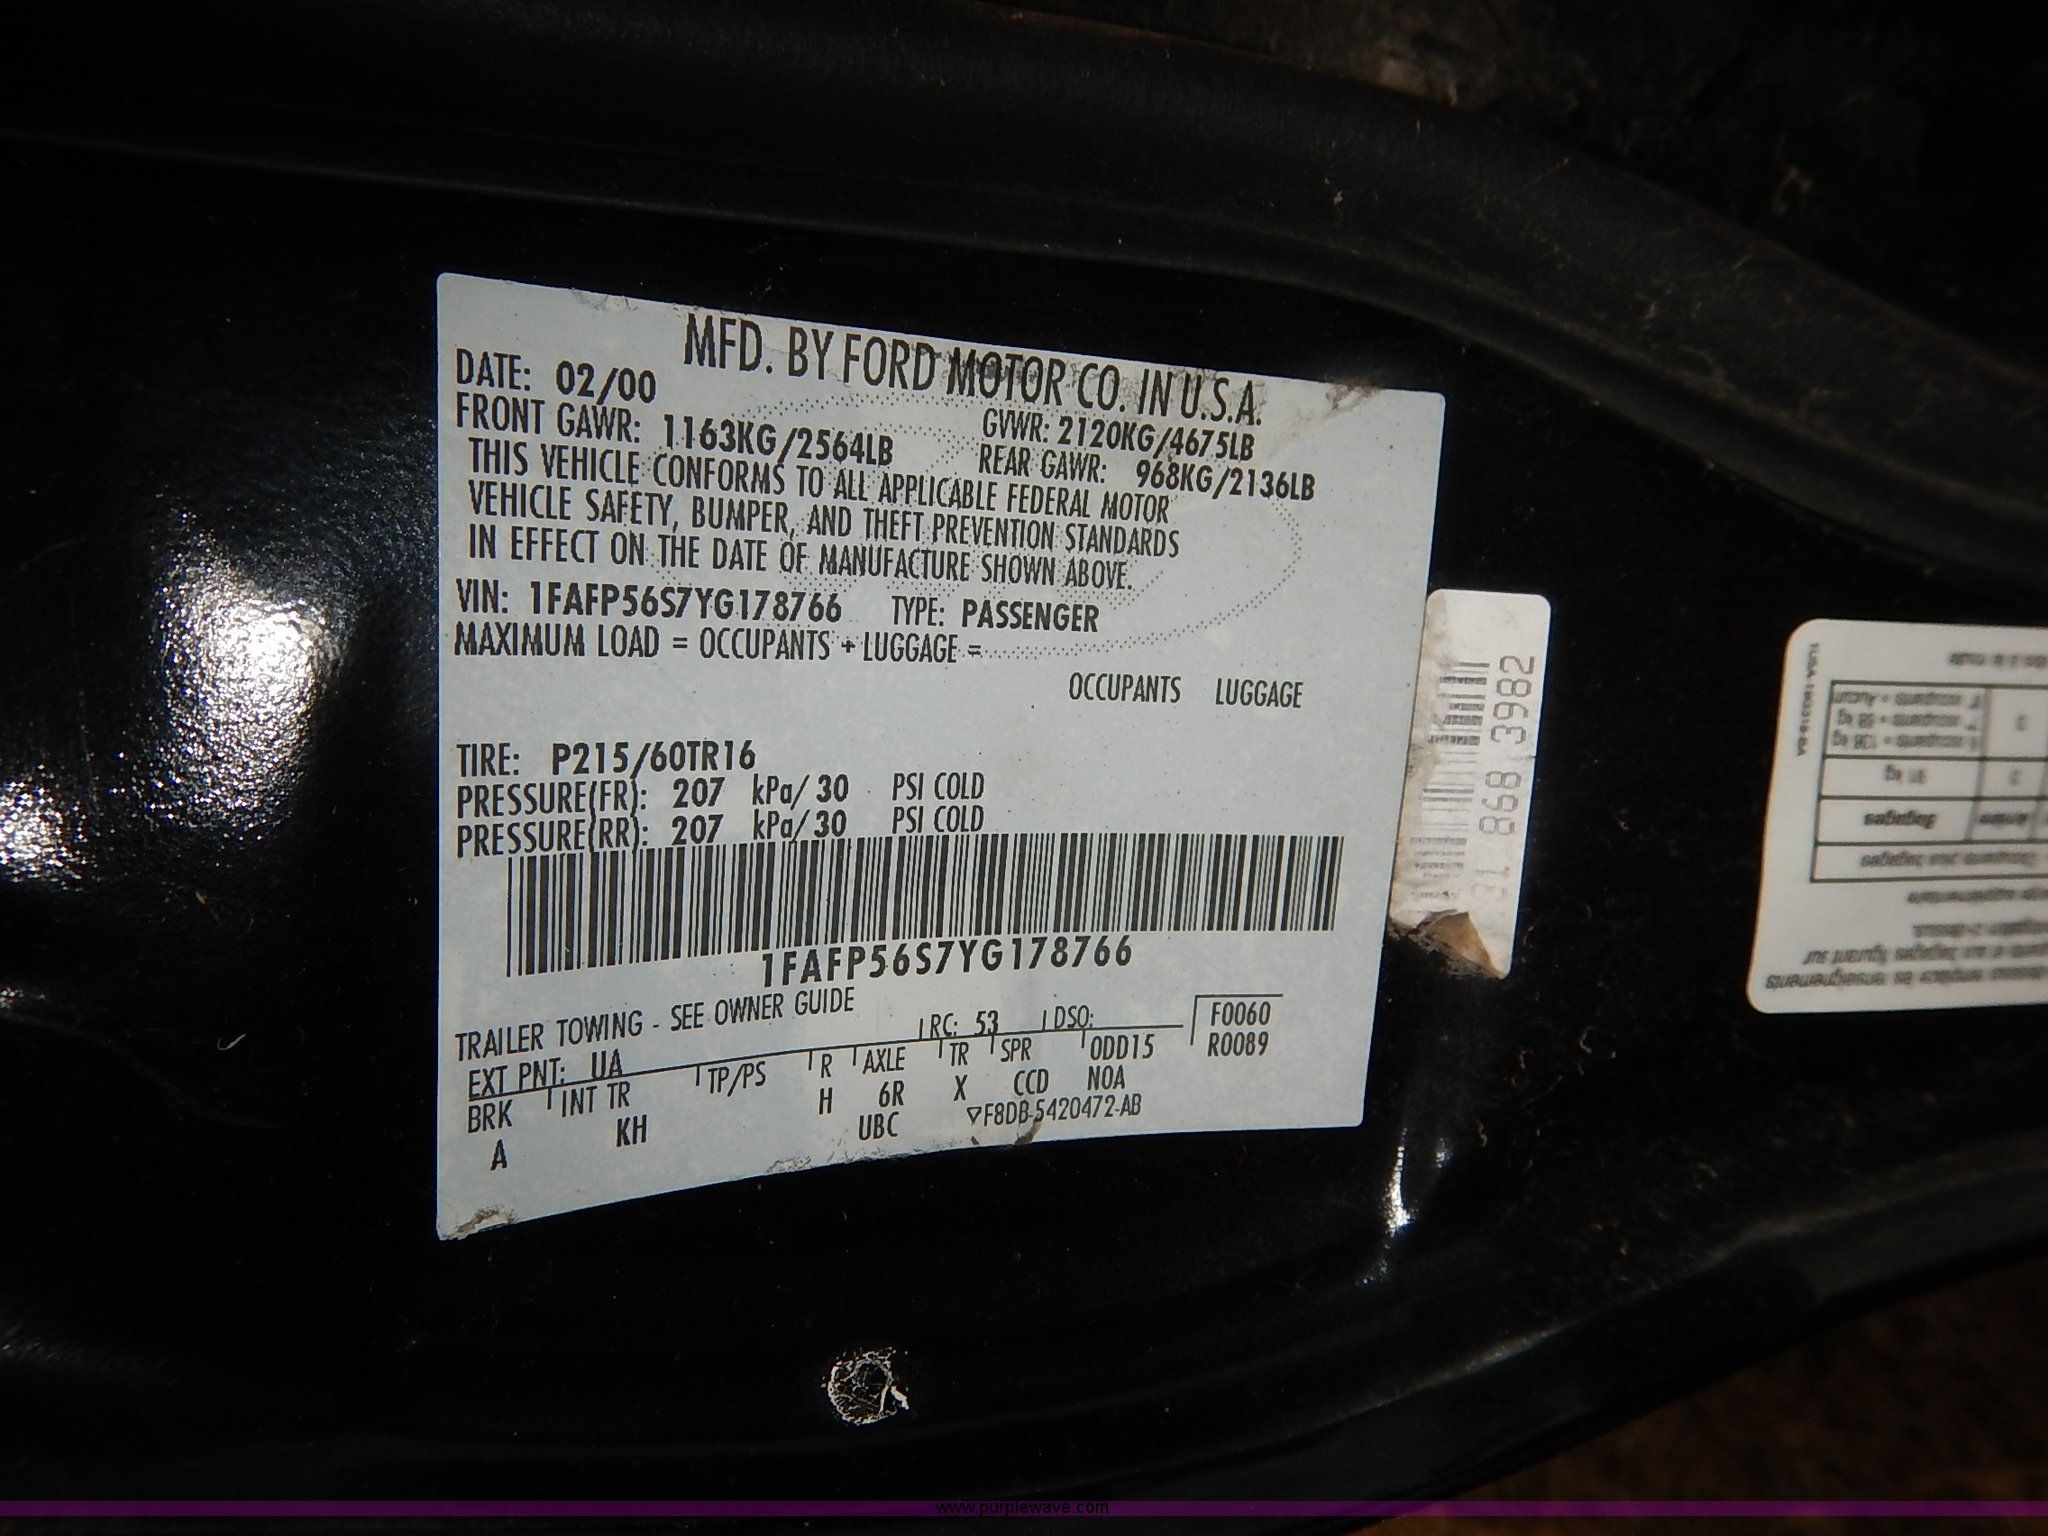 MFD. BY FORD MOTOR CO. IN U.S.A.
DATE: 02/00 GVWR: 2120KG/4675LB
FRONT GAWR: 1163KG/2564LB REAR GAWR: 968KG/2136LB
THIS VEHICLE CONFORMS TO ALL APPLICABLE FEDERAL MOTOR
VEHICLE SAFETY, BUMPER, AND THEFT PREVENTION STANDARDS
IN EFFECT ON THE DATE OF MANUFACTURE SHOWN ABOVE.
VIN: 1FAFP56S7YG178766 TYPE: PASSENGER
MAXIMUM LOAD = OCCUPANTS + LUGGAGE =
OCCUPANTS LUGGAGE
TIRE: P215/60TR16
PRESSURE(FR): 207 kPa/ 30 PSI COLD
PRESSURE(RR): 207 kPa/ 30 PSI COLD
1FAFP56S7YG178766
TRAILER TOWING - SEE OWNER GUIDE
EXT PNT: UA RC: 53 DSO: F0060
BRK INT TR TP/PS R AXLE TR SPR ODD15 R0089
A KH H 6R X CCD NOA
UBC ▽F8DB-5420472-AB
868 3982
www.purplewave.com